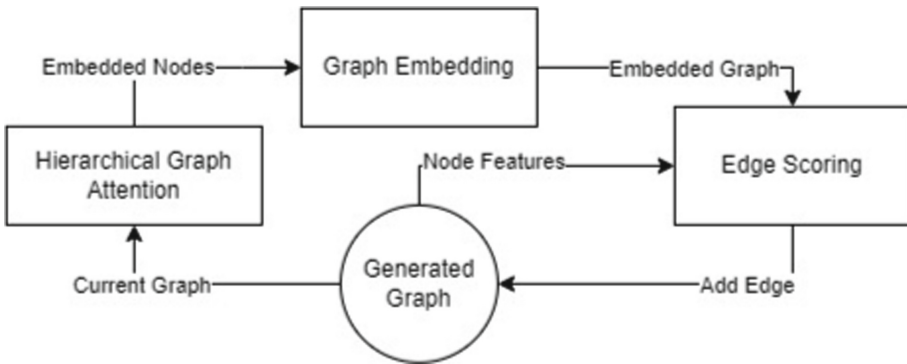 Embedded Nodes
Graph Embedding
Embedded Graph
Hierarchical Graph
Attention
Node Features
Edge Scoring
Generated
Graph
Current Graph
Add Edge